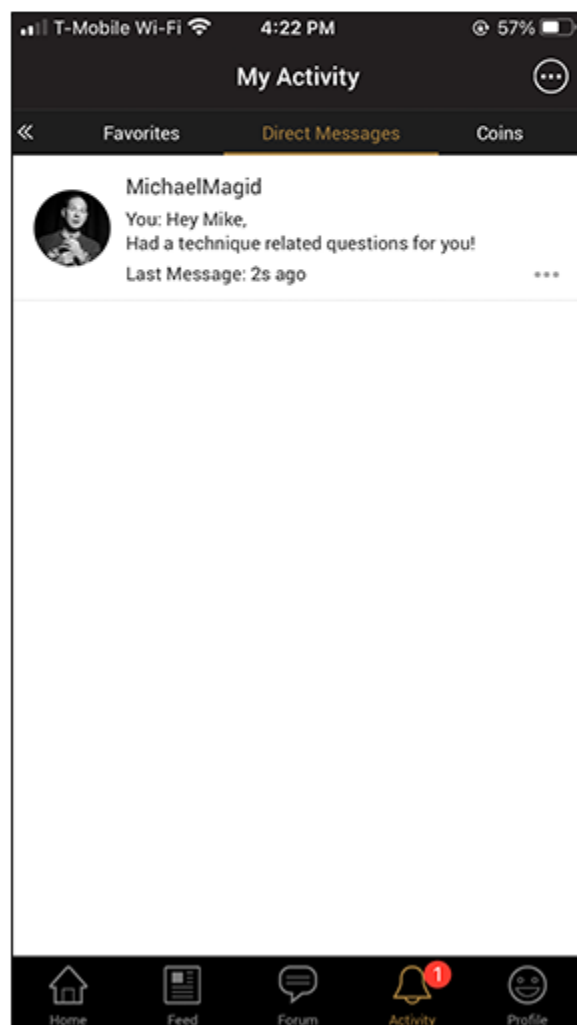 T-Mobile Wi-Fi 4:22 PM 57%
My Activity
Favorites Direct Messages Coins
MichaelMagid
You: Hey Mike,
Had a technique related questions for you!
Last Message: 2s ago
1
Home Feed Forum Activity Profile